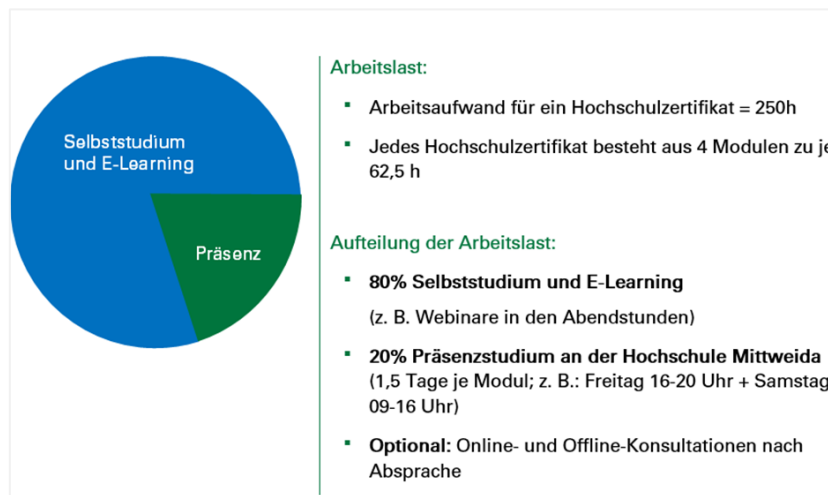 Selbststudium
und E-Learning
Präsenz
Arbeitslast:
▪ Arbeitsaufwand für ein Hochschulzertifikat = 250h
▪ Jedes Hochschulzertifikat besteht aus 4 Modulen zu je
62,5 h
Aufteilung der Arbeitslast:
▪ 80% Selbststudium und E-Learning
(z. B. Webinare in den Abendstunden)
▪ 20% Präsenzstudium an der Hochschule Mittweida
(1,5 Tage je Modul; z. B.: Freitag 16-20 Uhr + Samstag
09-16 Uhr)
▪ Optional: Online- und Offline-Konsultationen nach
Absprache